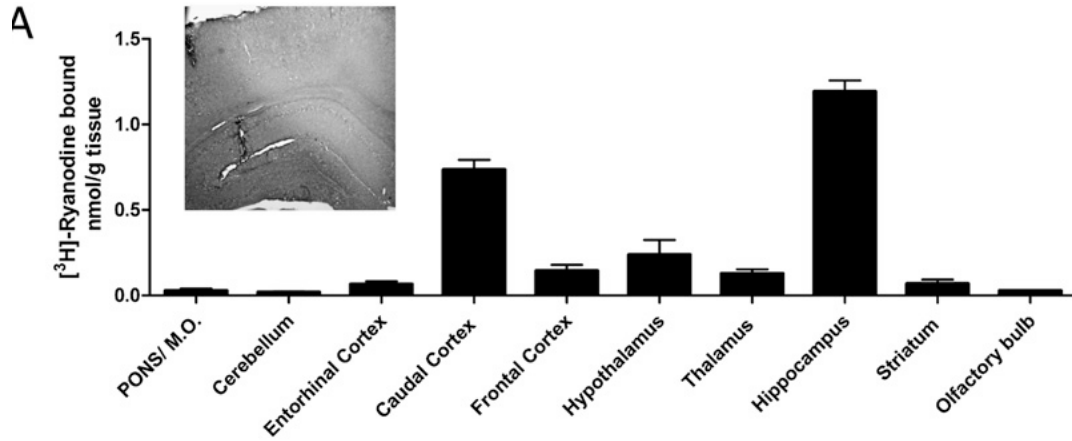 A
[³H]-Ryanodine bound
nmol/g tissue
1.5
1.0
0.5
0.0
PONS/ M.O.
Cerebellum
Entorhinal Cortex
Caudal Cortex
Frontal Cortex
Hypothalamus
Thalamus
Hippocampus
Striatum
Olfactory bulb